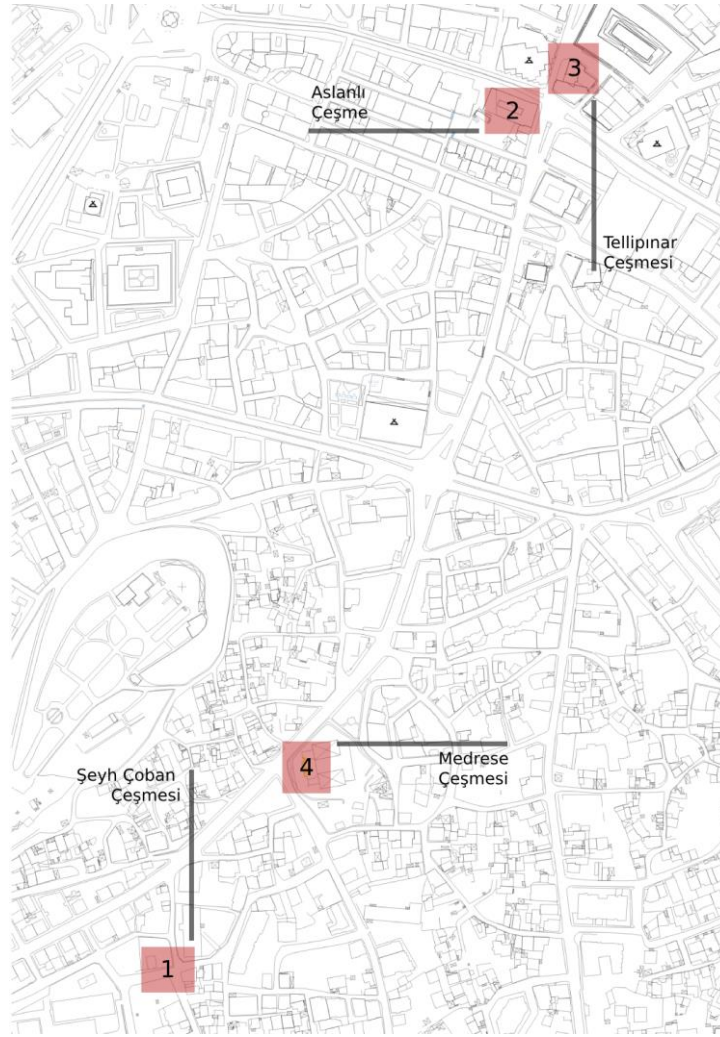 3
Aslanlı
Çeşme
2
Tellipınar
Çeşmesi
4
Medrese
Çeşmesi
Şeyh Çoban
Çeşmesi
1